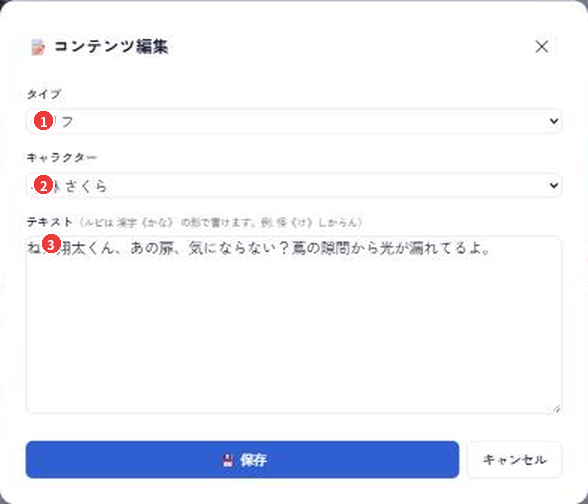 コンテンツ編集
タイプ
1 フ
キャラクター
2 さくら
テキスト（ルビは 漢字《かな》 の形で書けます。例: 怪《け》しからん）
ね 3 翔太くん、あの扉、気にならない？蔦の隙間から光が漏れてるよ。
保存
キャンセル